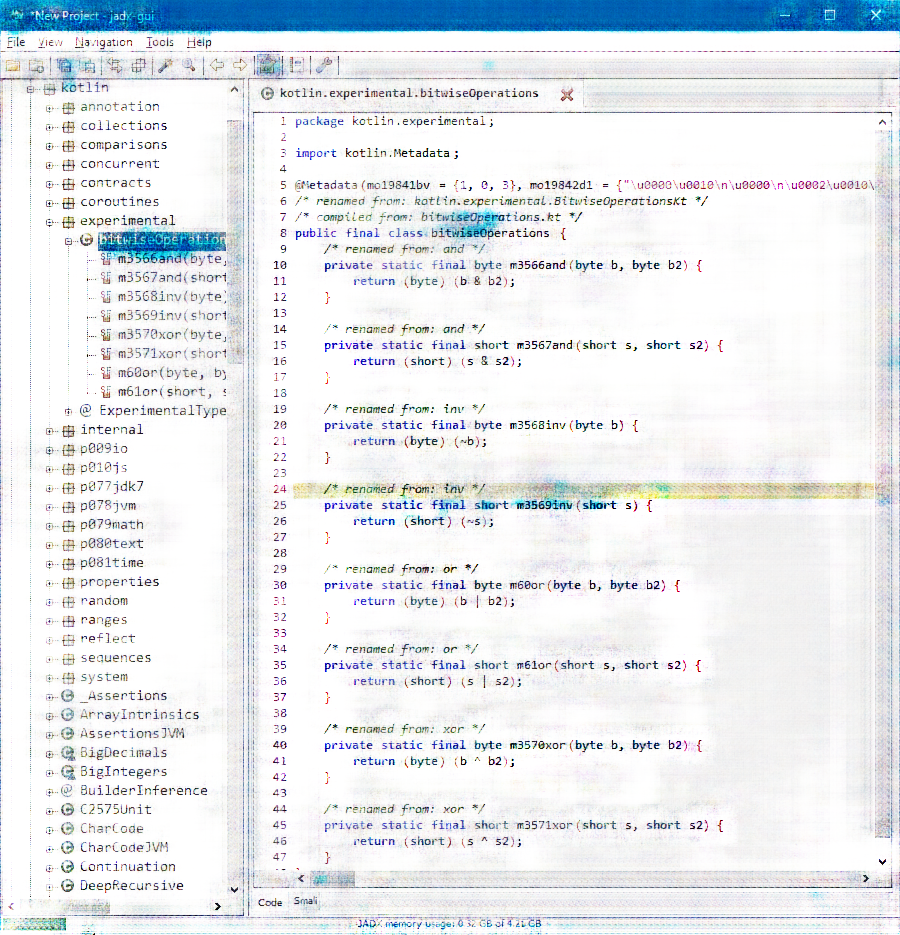 *New Project - jadx-gui
File View Navigation Tools Help
kotlin
annotation
collections
comparisons
concurrent
contracts
coroutines
experimental
bitwiseOperation
m3566and(byte,
m3567and(short
m3568inv(byte)
m3569inv(short
m3570xor(byte,
m3571xor(short
m60or(byte, by
m61or(short, s
@ ExperimentalType
internal
p009io
p010js
p077jdk7
p078jvm
p079math
p080text
p081time
properties
random
ranges
reflect
sequences
system
_Assertions
ArrayIntrinsics
AssertionsJVM
BigDecimals
BigIntegers
@ BuilderInference
C2575Unit
CharCode
CharCodeJVM
Continuation
DeepRecursive
kotlin.experimental.bitwiseOperations
1 package kotlin.experimental;
2
3 import kotlin.Metadata;
4
5 @Metadata(mo19841bv = {1, 0, 3}, mo19842d1 = {"\u0000\u0010\n\u0000\n\u0002\u0010\
6 /* renamed from: kotlin.experimental.BitwiseOperationsKt */
7 /* compiled from: bitwiseOperations.kt */
8 public final class bitwiseOperations {
9 /* renamed from: and */
10 private static final byte m3566and(byte b, byte b2) {
11 return (byte) (b & b2);
12 }
13
14 /* renamed from: and */
15 private static final short m3567and(short s, short s2) {
16 return (short) (s & s2);
17 }
18
19 /* renamed from: inv */
20 private static final byte m3568inv(byte b) {
21 return (byte) (~b);
22 }
23
24 /* renamed from: inv */
25 private static final short m3569inv(short s) {
26 return (short) (~s);
27 }
28
29 /* renamed from: or */
30 private static final byte m60or(byte b, byte b2) {
31 return (byte) (b | b2);
32 }
33
34 /* renamed from: or */
35 private static final short m61or(short s, short s2) {
36 return (short) (s | s2);
37 }
38
39 /* renamed from: xor */
40 private static final byte m3570xor(byte b, byte b2) {
41 return (byte) (b ^ b2);
42 }
43
44 /* renamed from: xor */
45 private static final short m3571xor(short s, short s2) {
46 return (short) (s ^ s2);
47 }
Code Smali
JADX memory usage: 0.32 GB of 4.21 GB